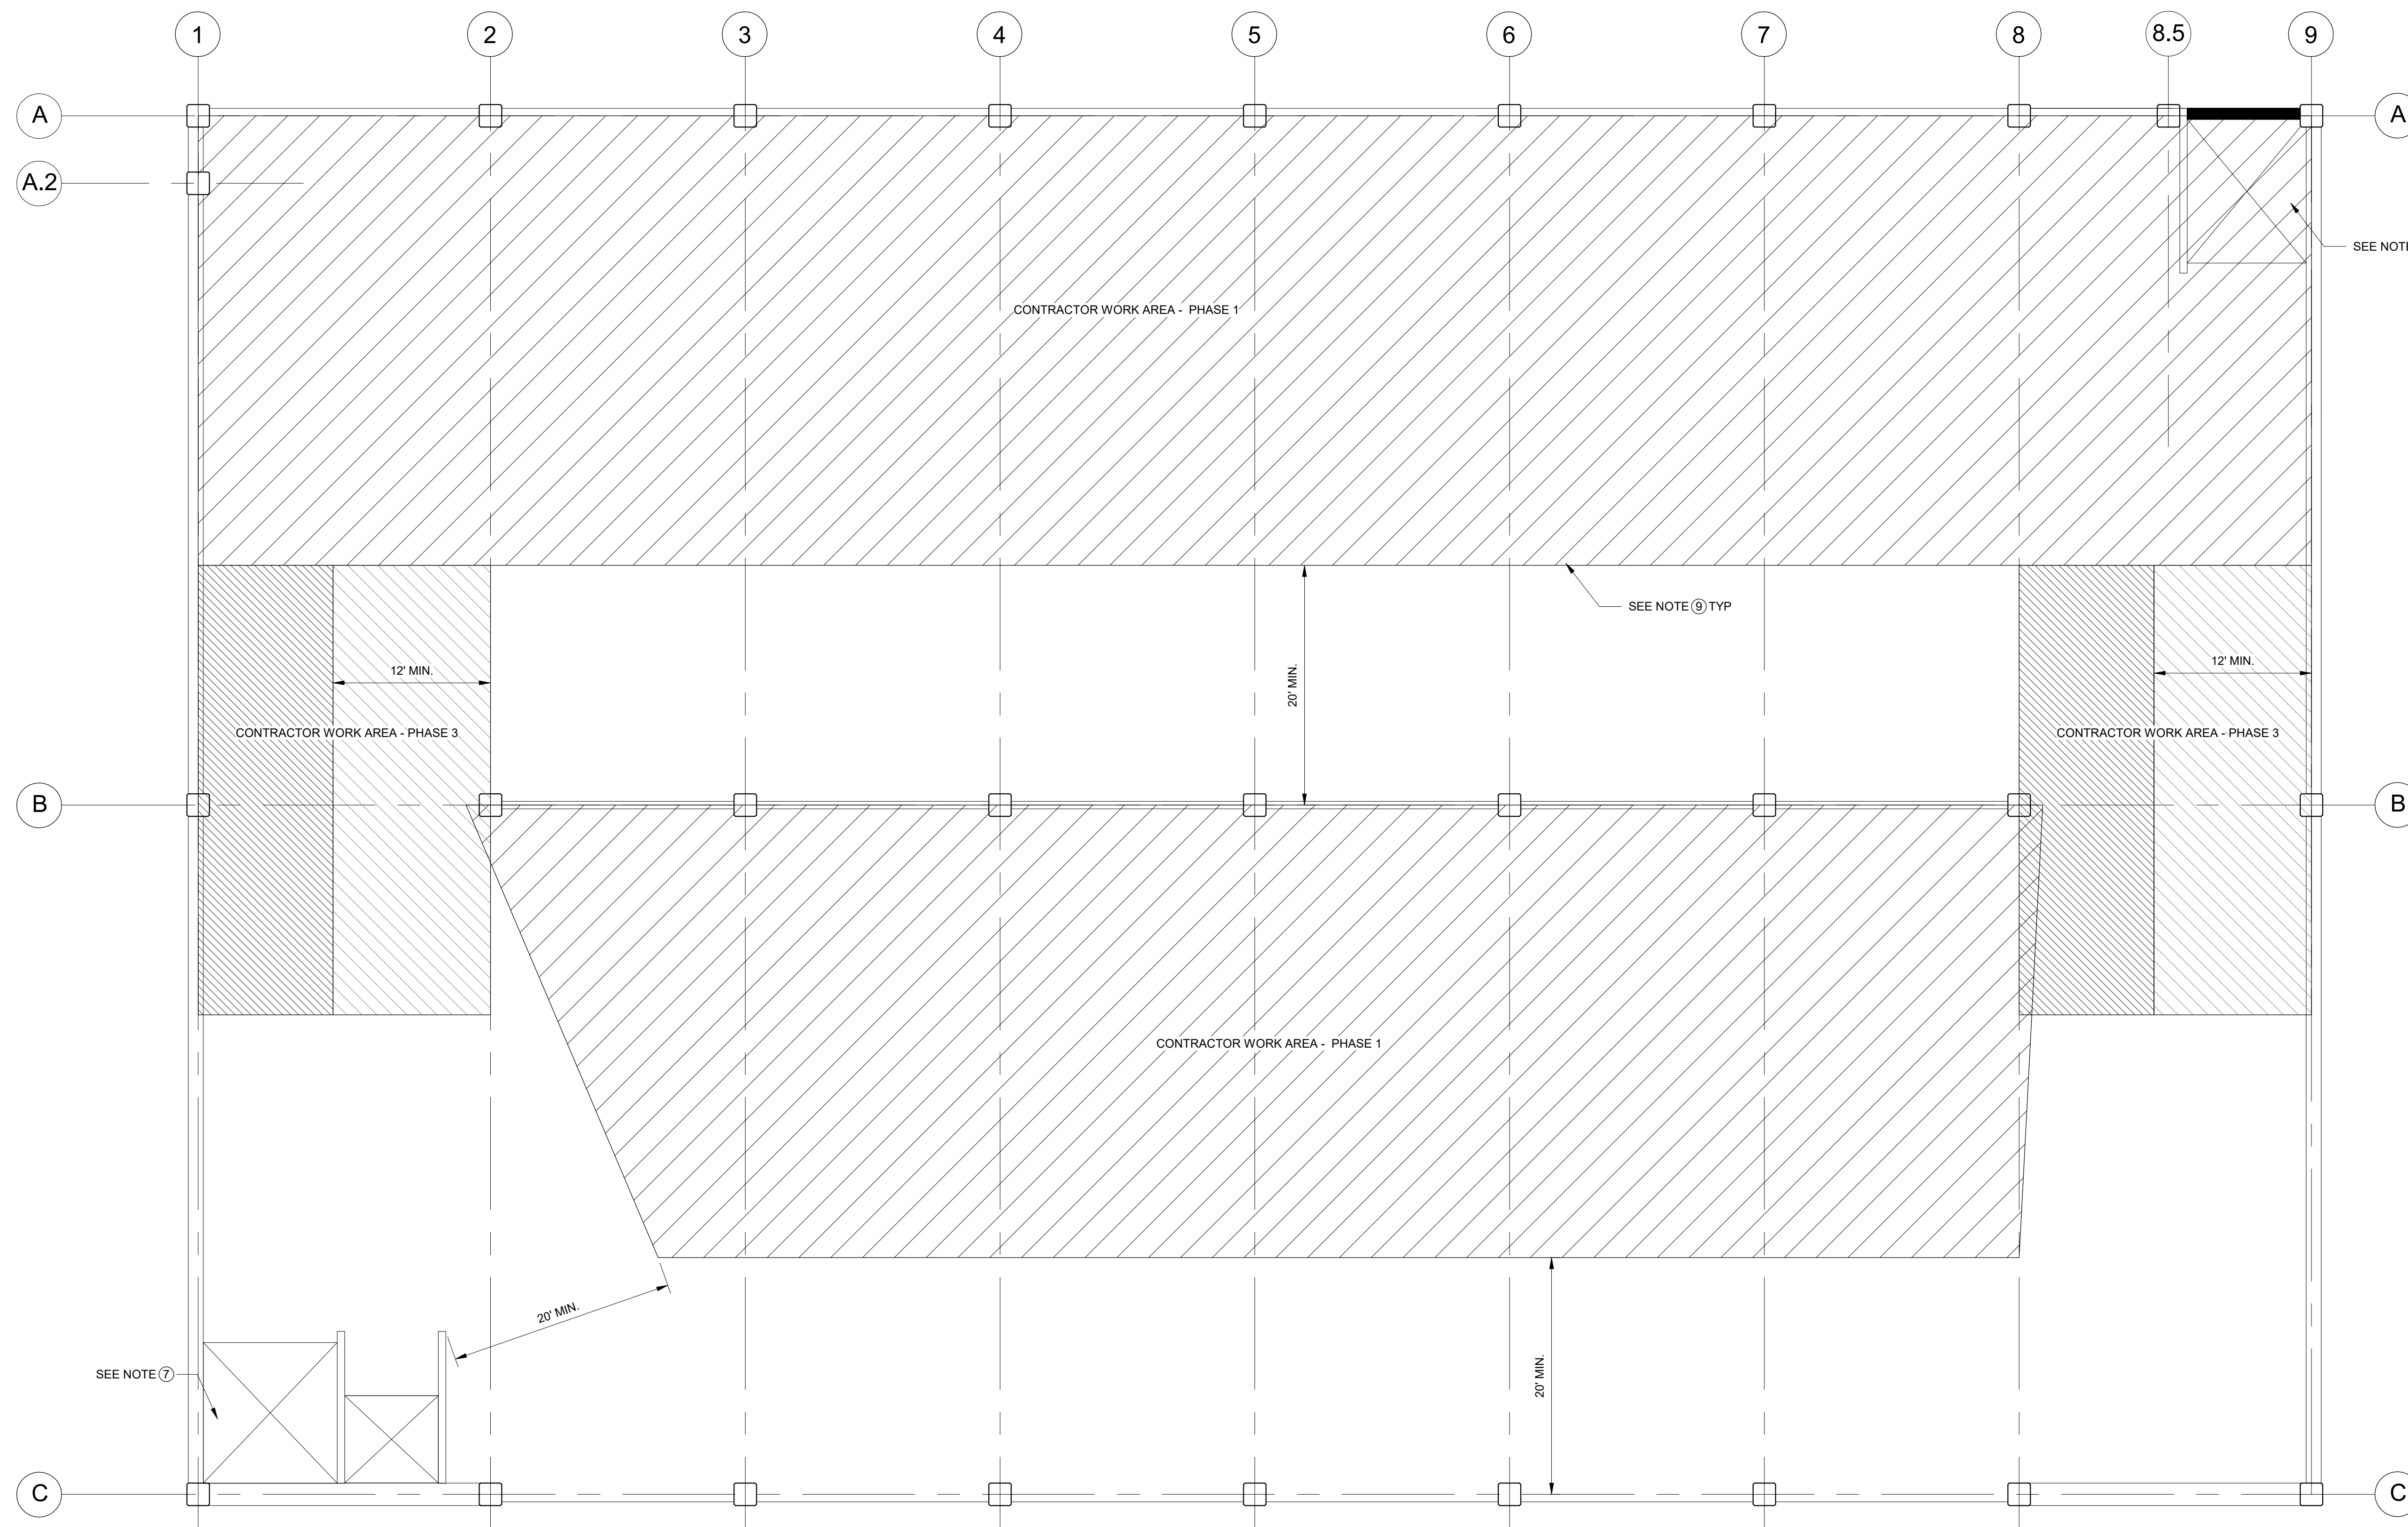 1 2 3 4 5 6 7 8 8.5 9
A A
A.2
SEE NOTE
CONTRACTOR WORK AREA - PHASE 1
SEE NOTE 9 TYP
12' MIN. 20' MIN. 12' MIN.
CONTRACTOR WORK AREA - PHASE 3 CONTRACTOR WORK AREA - PHASE 3
B B
CONTRACTOR WORK AREA - PHASE 1
20' MIN.
SEE NOTE 7 20' MIN.
C C